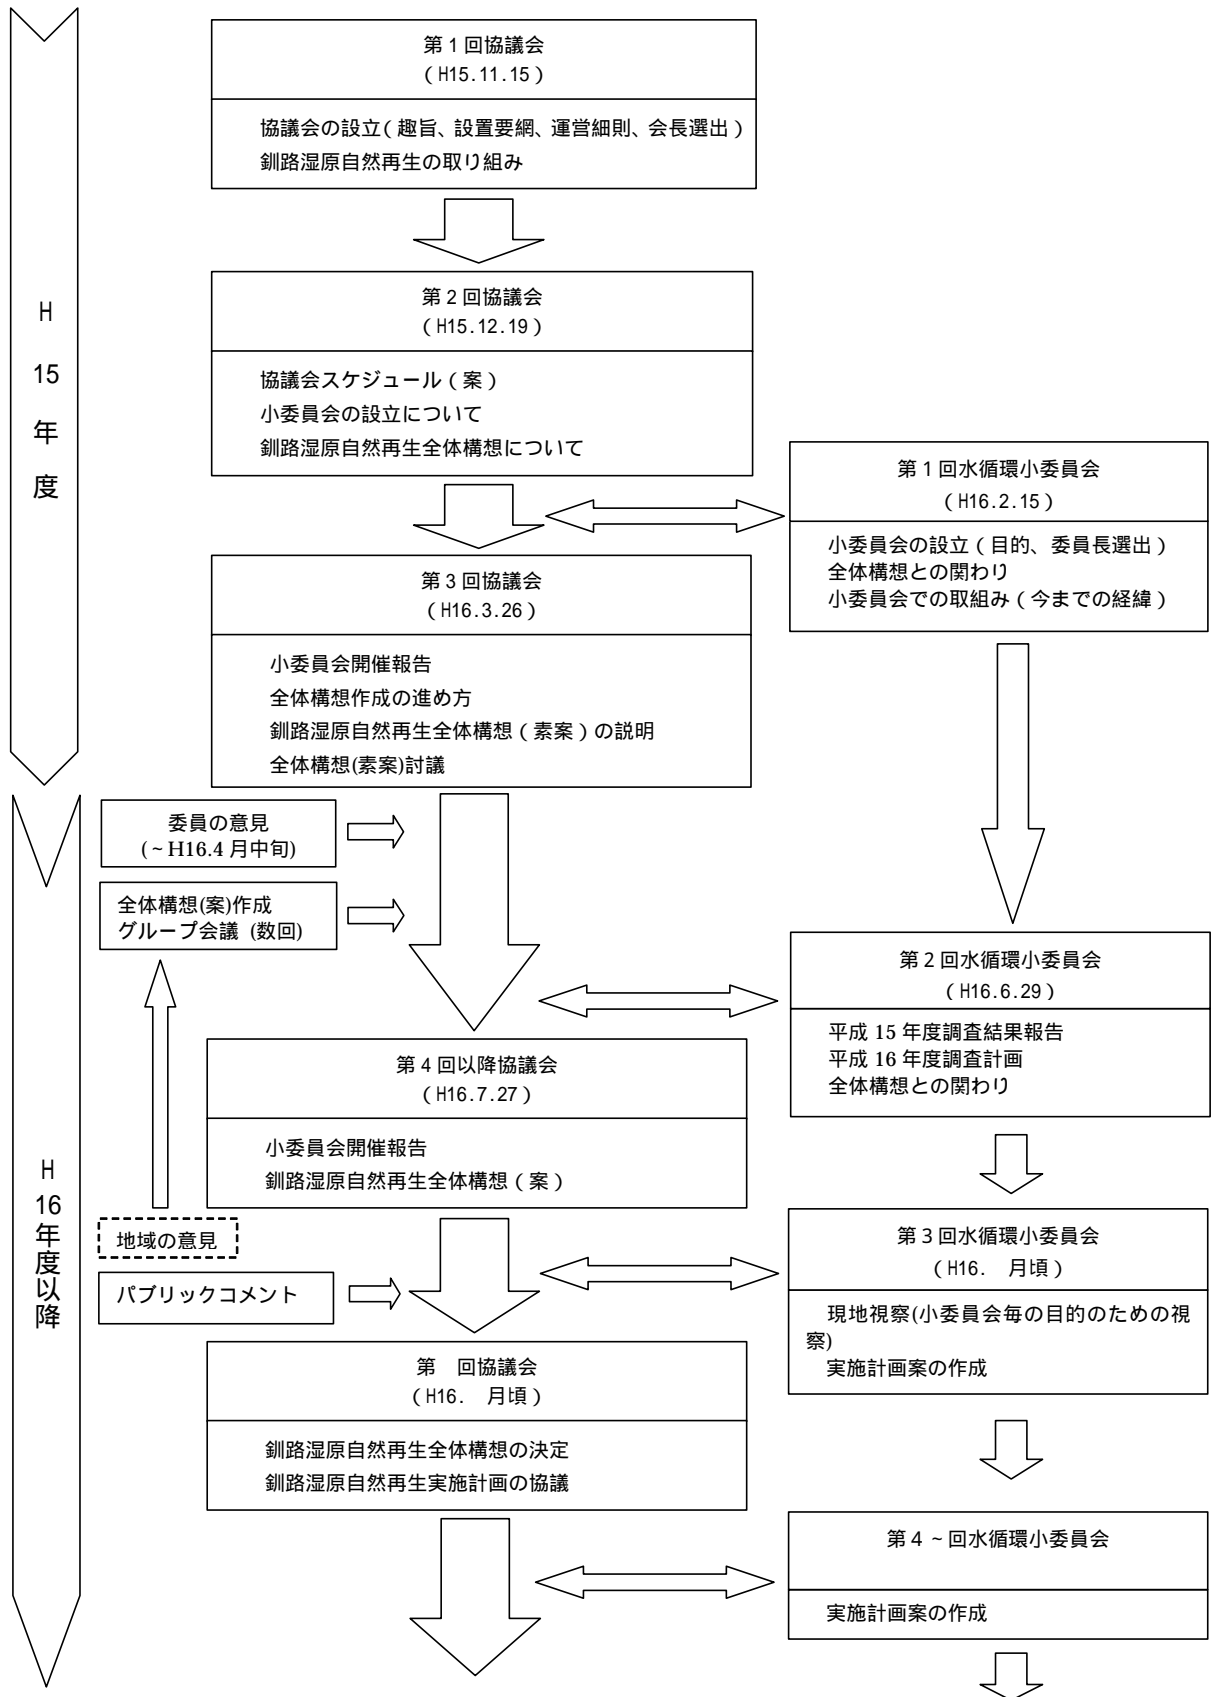 第1回協議会
（H15.11.15）
協議会の設立（趣旨、設置要綱、運営細則、会長選出）
釧路湿原自然再生の取り組み
第2回協議会
（H15.12.19）
協議会スケジュール（案）
小委員会の設立について
釧路湿原自然再生全体構想について
H
15
年
度
第1回水循環小委員会
（H16.2.15）
小委員会の設立（目的、委員長選出）
全体構想との関わり
小委員会での取組み（今までの経緯）
第3回協議会
（H16.3.26）
小委員会開催報告
全体構想作成の進め方
釧路湿原自然再生全体構想（素案）の説明
全体構想(素案)討議
委員の意見
(~H16.4月中旬)
全体構想(案)作成
グループ会議 (数回)
第2回水循環小委員会
（H16.6.29）
平成15年度調査結果報告
平成16年度調査計画
全体構想との関わり
第4回以降協議会
（H16.7.27）
小委員会開催報告
釧路湿原自然再生全体構想（案）
H
16
年
度
以
降
地域の意見
パブリックコメント
第3回水循環小委員会
（H16.　月頃）
現地視察(小委員会毎の目的のための視
察)
実施計画案の作成
第　回協議会
（H16.　月頃）
釧路湿原自然再生全体構想の決定
釧路湿原自然再生実施計画の協議
第4～回水循環小委員会
実施計画案の作成